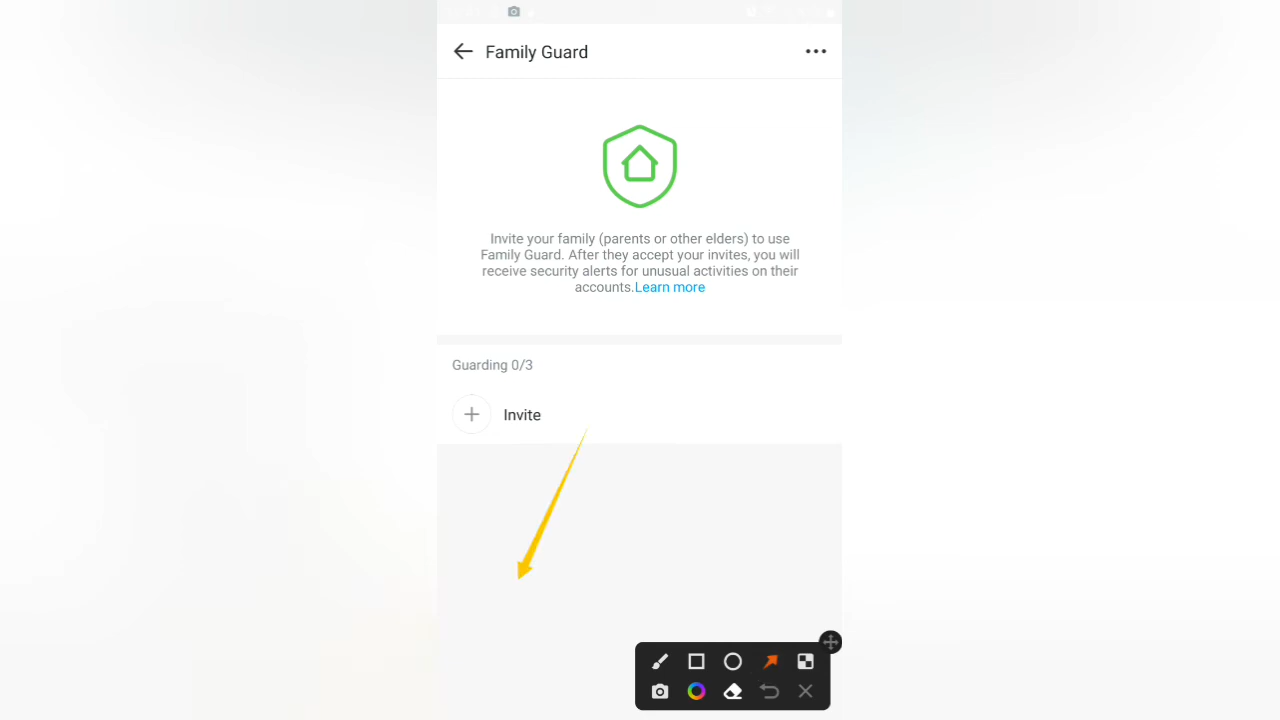 Family Guard
Invite your family (parents or other elders) to use
Family Guard. After they accept your invites, you will
receive security alerts for unusual activities on their
accounts.Learn more
Guarding 0/3
Invite